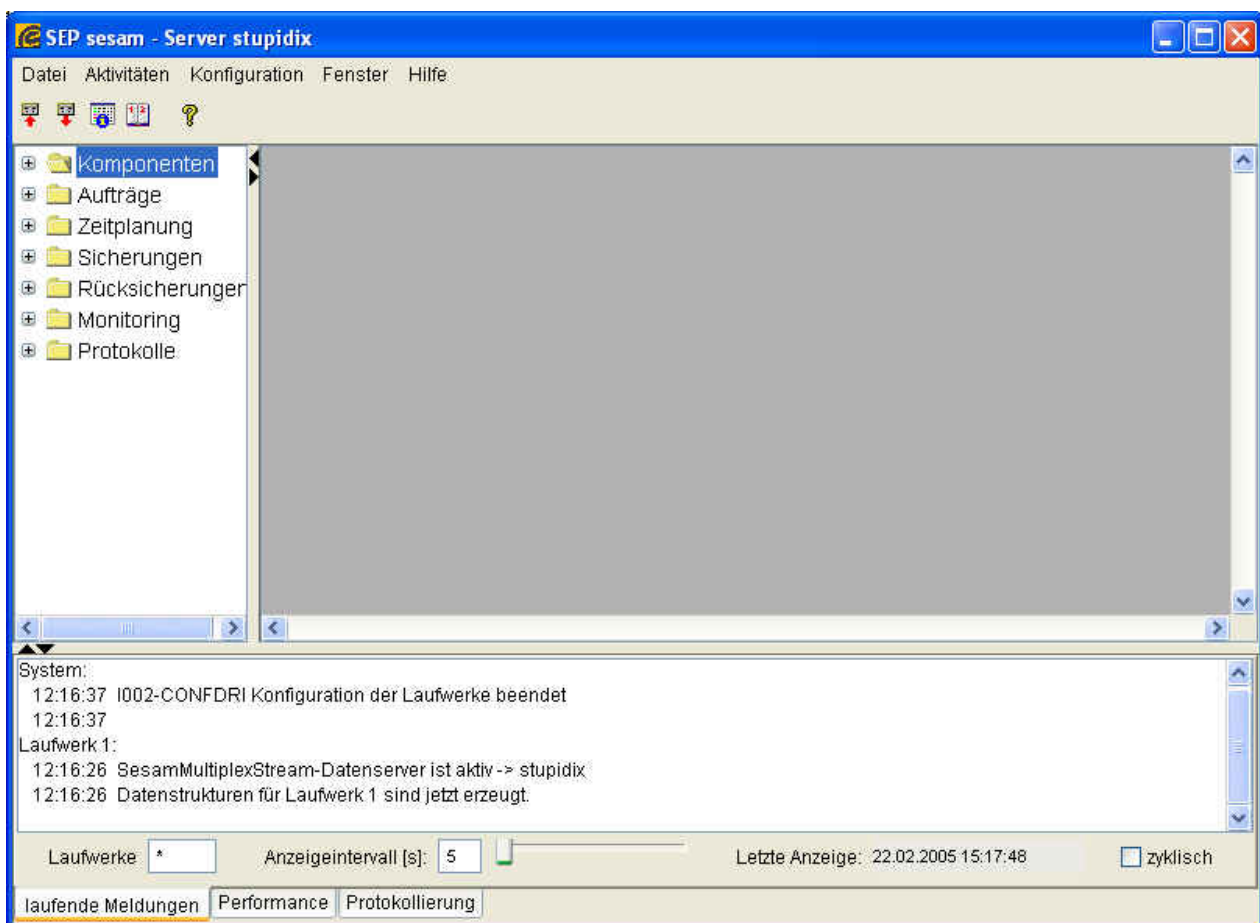 SEP sesam - Server stupidix
Datei Aktivitäten Konfiguration Fenster Hilfe
Komponenten
Aufträge
Zeitplanung
Sicherungen
Rücksicherunger
Monitoring
Protokolle
System:
12:16:37 I002-CONFDRI Konfiguration der Laufwerke beendet
12:16:37
Laufwerk 1:
12:16:26 SesamMultiplexStream-Datenserver ist aktiv -> stupidix
12:16:26 Datenstrukturen für Laufwerk 1 sind jetzt erzeugt.
Laufwerke * Anzeigeintervall [s]: 5 Letzte Anzeige: 22.02.2005 15:17:48 zyklisch
laufende Meldungen Performance Protokollierung